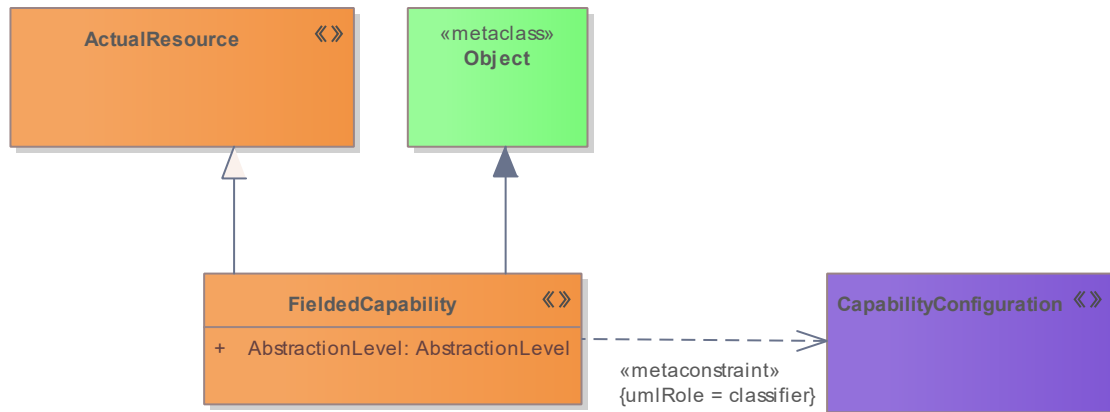 ActualResource «»
«metaclass»
Object
FieldedCapability «»
+ AbstractionLevel: AbstractionLevel
CapabilityConfiguration «»
«metaconstraint»
{umlRole = classifier}